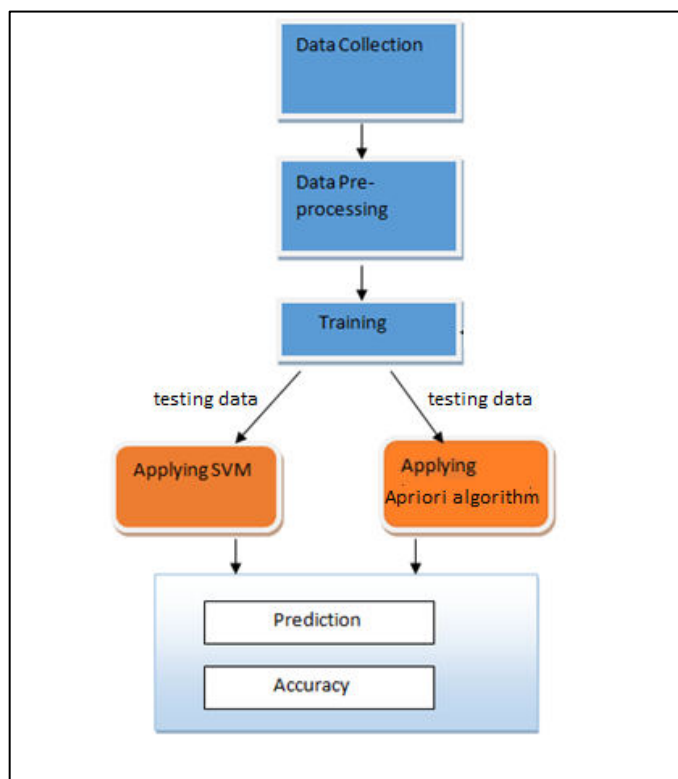 Data Collection
Data Pre-
processing
Training
testing data
testing data
Applying SVM
Applying
Apriori algorithm
Prediction
Accuracy